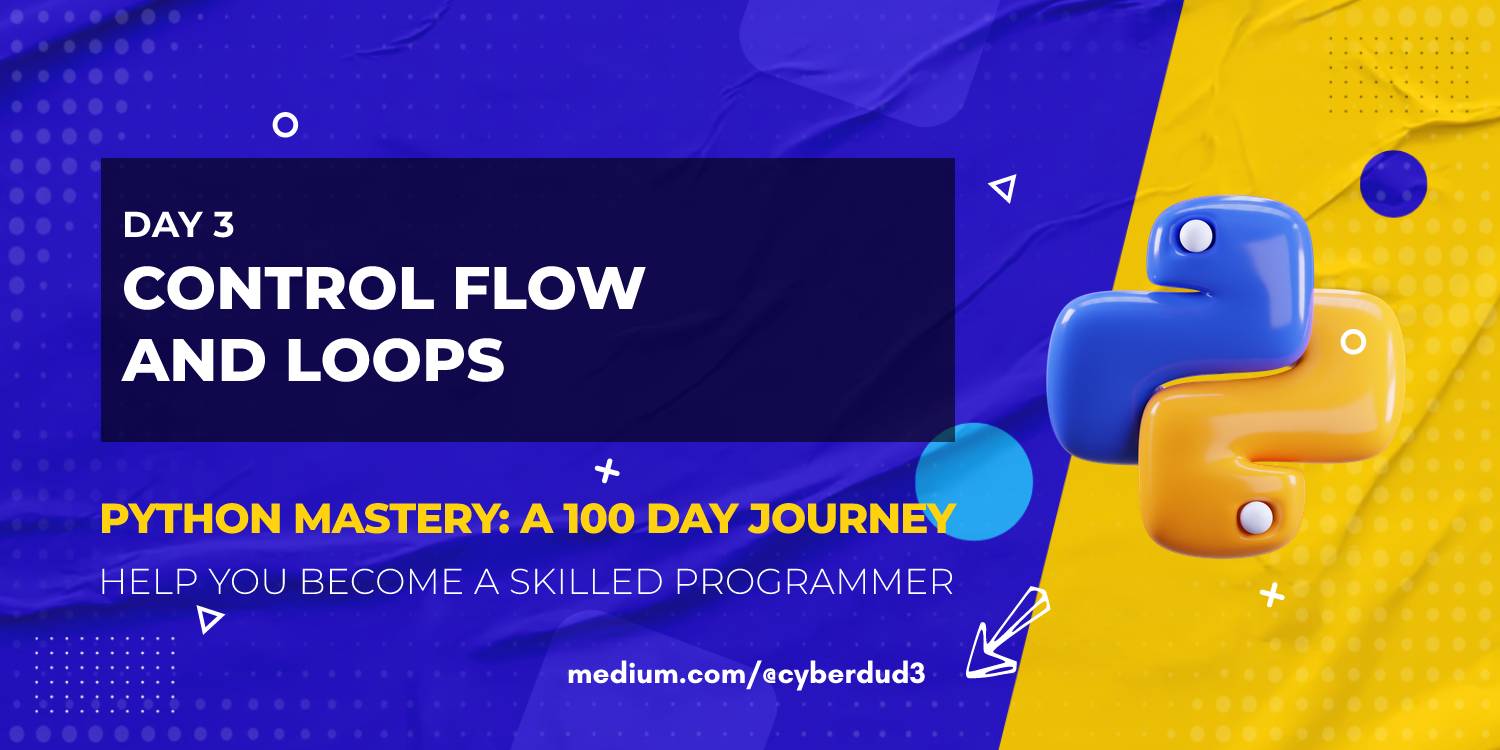 DAY 3
CONTROL FLOW
AND LOOPS
PYTHON MASTERY: A 100 DAY JOURNEY
HELP YOU BECOME A SKILLED PROGRAMMER
medium.com/@cyberdud3